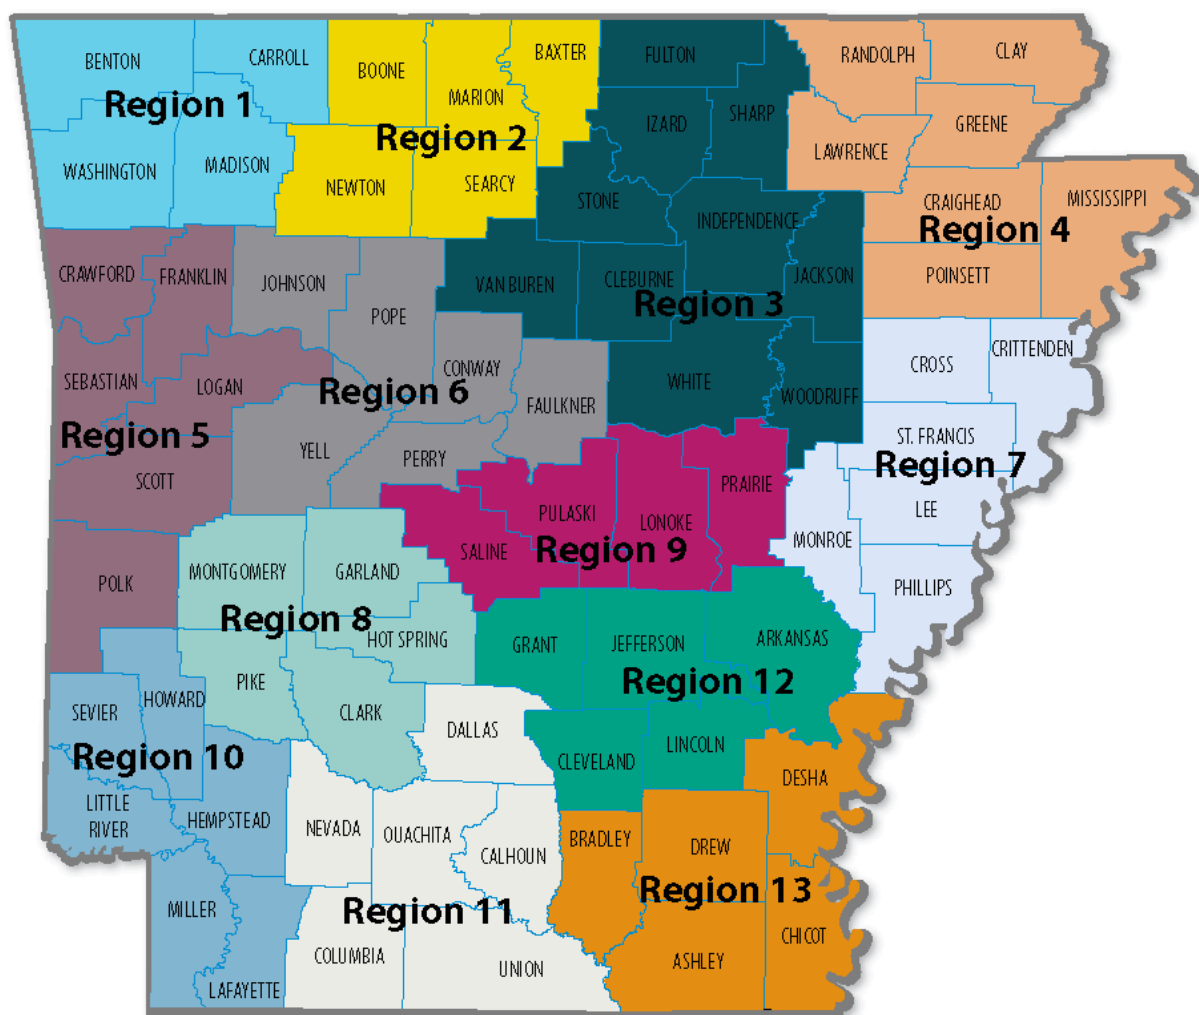 BENTON
CARROLL
Region 1
WASHINGTON
MADISON
BOONE
MARION
BAXTER
Region 2
NEWTON
SEARCY
FULTON
IZARD
SHARP
STONE
INDEPENDENCE
VAN BUREN
CLEBURNE
JACKSON
Region 3
WHITE
WOODRUFF
RANDOLPH
CLAY
GREENE
LAWRENCE
CRAIGHEAD
MISSISSIPPI
Region 4
POINSETT
CRAWFORD
FRANKLIN
SEBASTIAN
LOGAN
Region 5
SCOTT
POLK
JOHNSON
POPE
CONWAY
Region 6
FAULKNER
YELL
PERRY
CROSS
CRITTENDEN
ST. FRANCIS
Region 7
LEE
MONROE
PHILLIPS
MONTGOMERY
GARLAND
Region 8
HOT SPRING
PIKE
CLARK
PRAIRIE
PULASKI
LONOKE
SALINE
Region 9
HOWARD
SEVIER
Region 10
LITTLE
RIVER
HEMPSTEAD
MILLER
LAFAYETTE
DALLAS
NEVADA
OUACHITA
CALHOUN
Region 11
COLUMBIA
UNION
GRANT
JEFFERSON
ARKANSAS
Region 12
CLEVELAND
LINCOLN
DESHA
BRADLEY
DREW
Region 13
CHICOT
ASHLEY